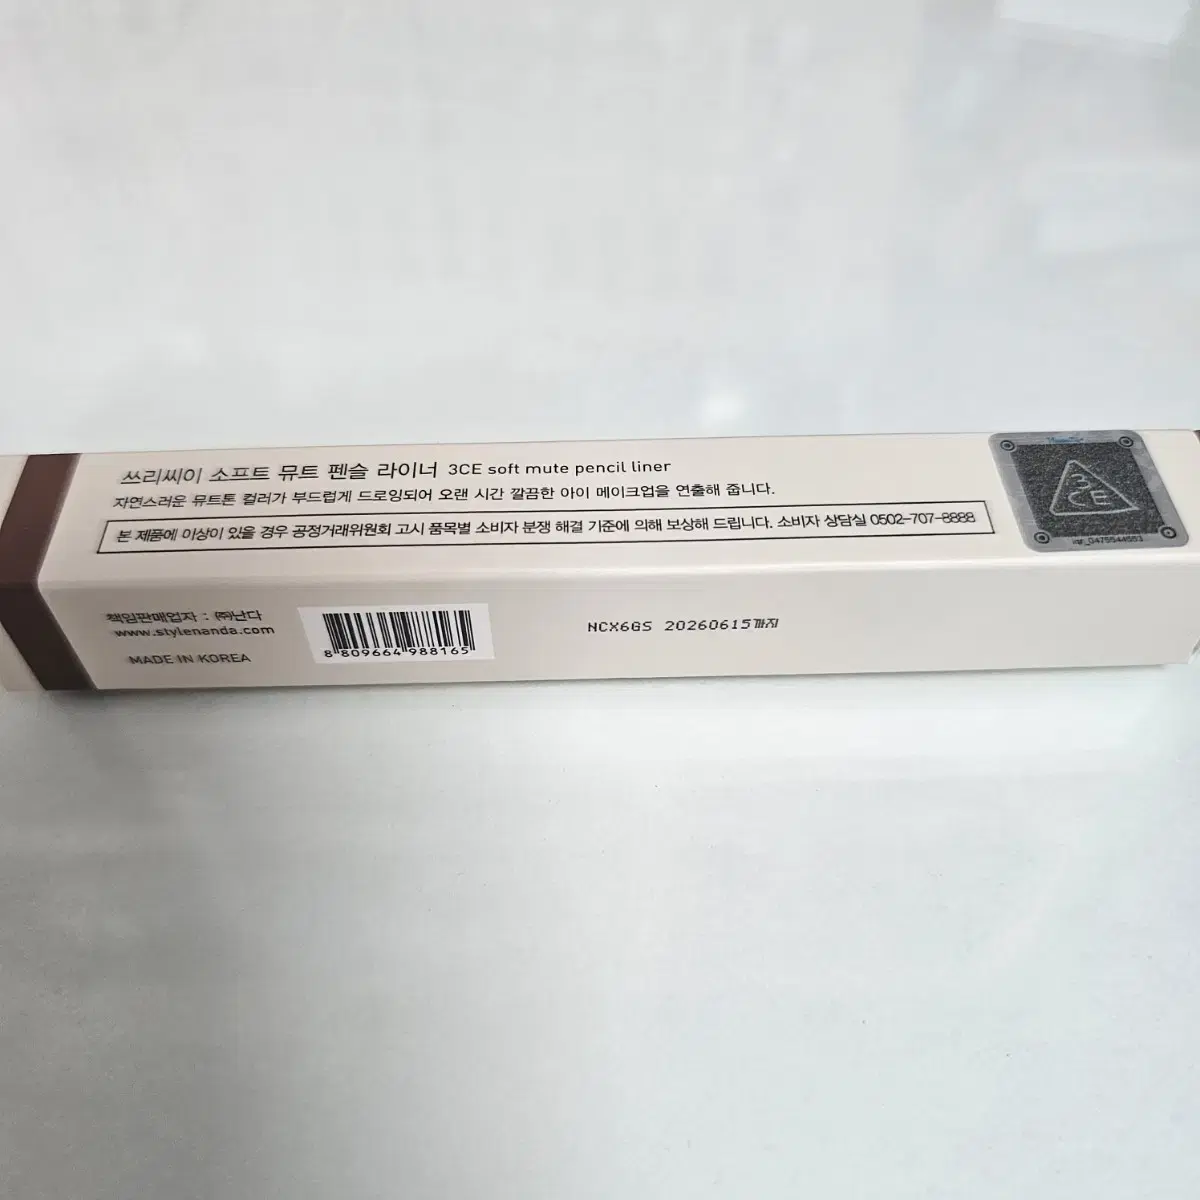 쓰리씨이 소프트 뮤트 펜슬 라이너 3CE soft mute pencil liner
자연스러운 뮤트톤 컬러가 부드럽게 드로잉되어 오랜 시간 깔끔한 아이 메이크업을 연출해 줍니다.
본 제품에 이상이 있을 경우 공정거래위원회 고시 품목별 소비자 분쟁 해결 기준에 의해 보상해 드립니다. 소비자 상담실 0502-707-8888
3
CE
책임판매업자 : ㈜난다
www.stylenanda.com
MADE IN KOREA
8 809664 988165
NCX6GS 20260615까지